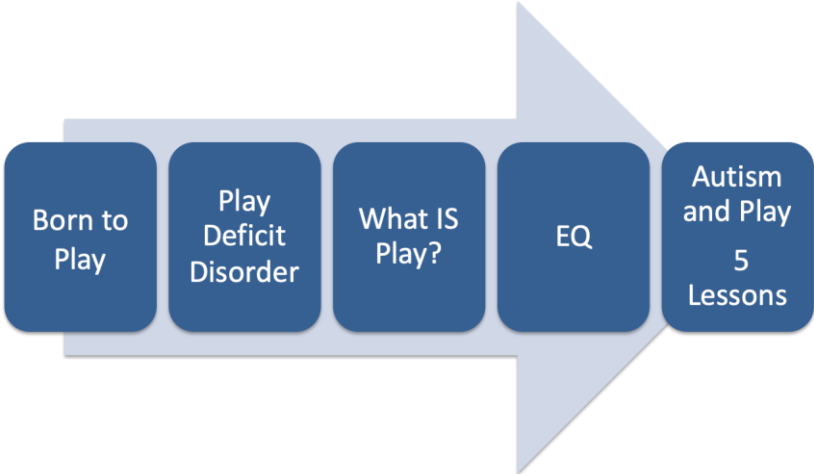 Born to
Play
Play
Deficit
Disorder
What IS
Play?
EQ
Autism
and Play
5
Lessons